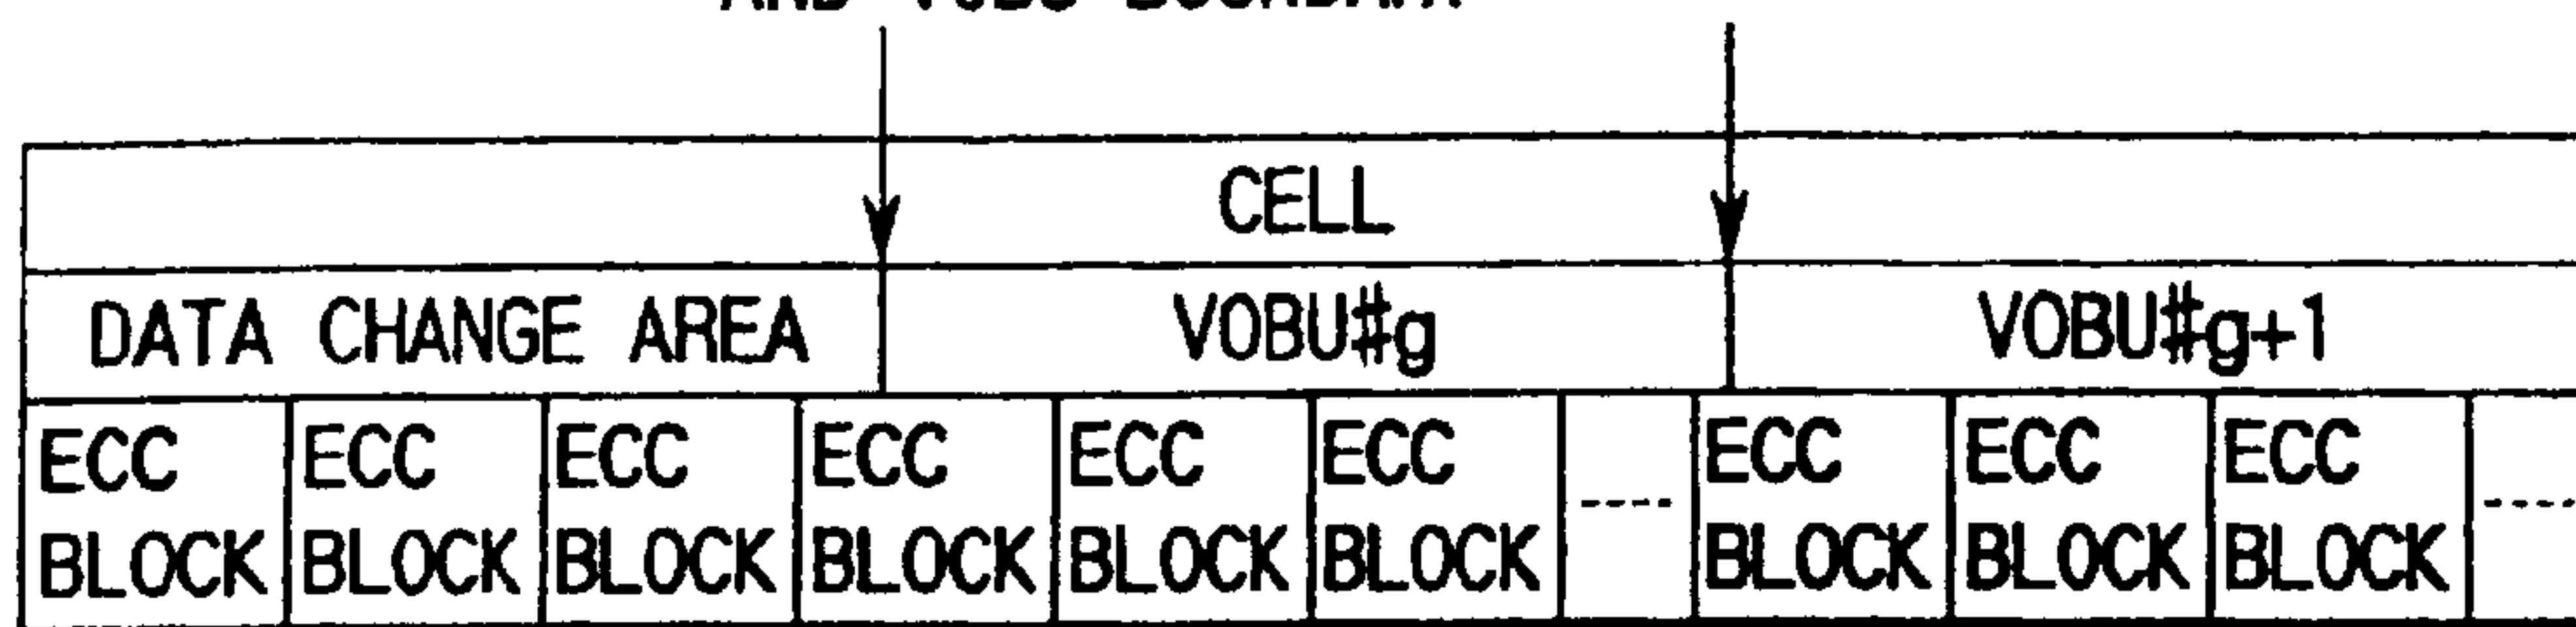 CELL
DATA CHANGE AREA VOBU#g VOBU#g+1
ECC ECC ECC ECC ECC ECC ---- ECC ECC ECC ----
BLOCK BLOCK BLOCK BLOCK BLOCK BLOCK BLOCK BLOCK BLOCK